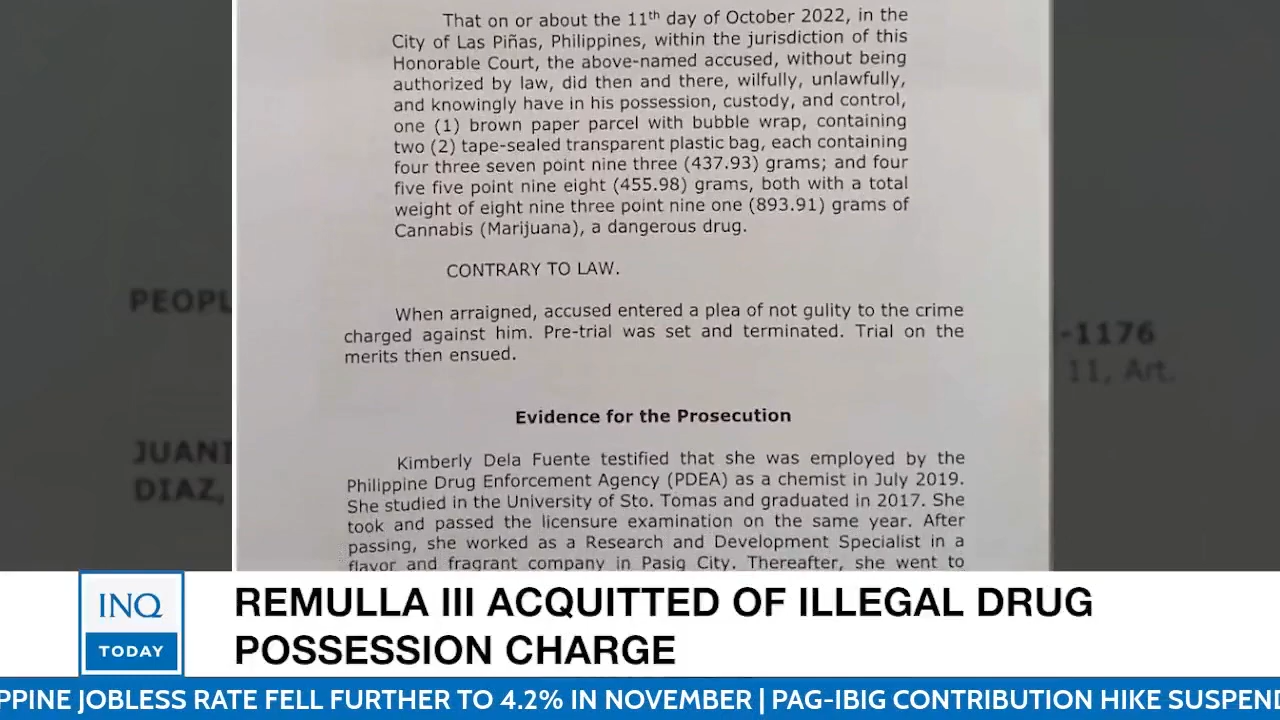 That on or about the 11th day of October 2022, in the
City of Las Piñas, Philippines, within the jurisdiction of this
Honorable Court, the above-named accused, without being
authorized by law, did then and there, wilfully, unlawfully,
and knowingly have in his possession, custody, and control,
one (1) brown paper parcel with bubble wrap, containing
two (2) tape-sealed transparent plastic bag, each containing
four three seven point nine three (437.93) grams; and four
five five point nine eight (455.98) grams, both with a total
weight of eight nine three point nine one (893.91) grams of
Cannabis (Marijuana), a dangerous drug.
CONTRARY TO LAW.
When arraigned, accused entered a plea of not gulity to the crime
charged against him. Pre-trial was set and terminated. Trial on the
merits then ensued.
Evidence for the Prosecution
Kimberly Dela Fuente testified that she was employed by the
Philippine Drug Enforcement Agency (PDEA) as a chemist in July 2019.
She studied in the University of Sto. Tomas and graduated in 2017. She
took and passed the licensure examination on the same year. After
passing, she worked as a Research and Development Specialist in a
flavor and fragrant company in Pasig City. Thereafter, she went to
PEOPL
JUANI
DIAZ,
-1176
11, Art.
INQ
TODAY
REMULLA III ACQUITTED OF ILLEGAL DRUG
POSSESSION CHARGE
PPINE JOBLESS RATE FELL FURTHER TO 4.2% IN NOVEMBER | PAG-IBIG CONTRIBUTION HIKE SUSPEND